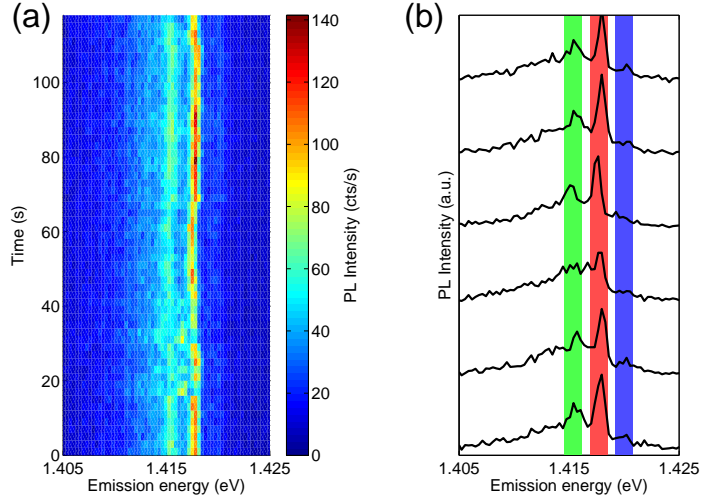 (a)
140
120
100
80
60
40
20
0
PL Intensity (cts/s)
100
80
60
40
20
0
Time (s)
1.405
1.415
1.425
Emission energy (eV)
(b)
PL Intensity (a.u.)
1.405
1.415
1.425
Emission energy (eV)